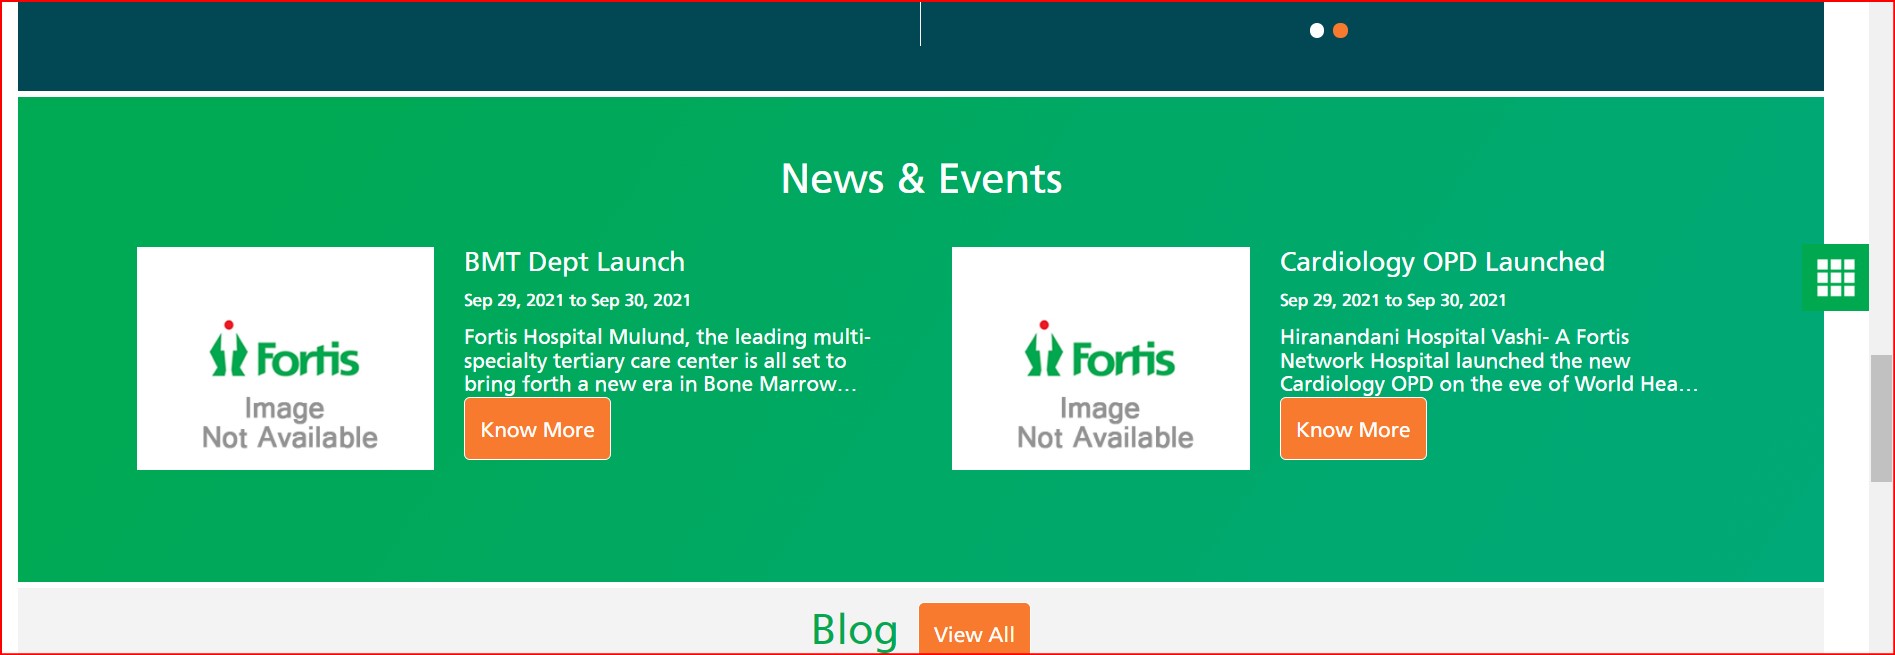 News & Events
Fortis
Image
Not Available
BMT Dept Launch
Sep 29, 2021 to Sep 30, 2021
Fortis Hospital Mulund, the leading multi-
specialty tertiary care center is all set to
bring forth a new era in Bone Marrow...
Know More
Fortis
Image
Not Available
Cardiology OPD Launched
Sep 29, 2021 to Sep 30, 2021
Hiranandani Hospital Vashi- A Fortis
Network Hospital launched the new
Cardiology OPD on the eve of World Hea...
Know More
Blog
View All